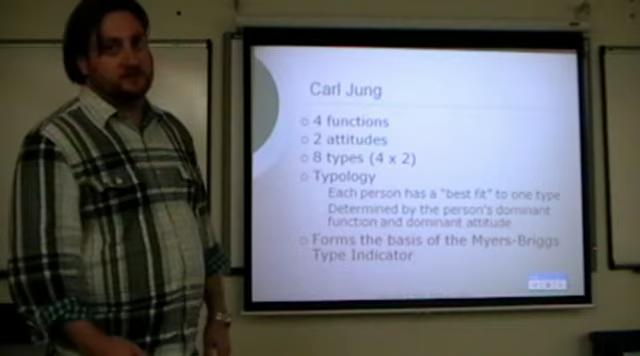 Carl Jung
4 functions
2 attitudes
8 types (4 x 2)
Typology
Each person has a "best fit" to one type
Determined by the person's dominant
function and dominant attitude
Forms the basis of the Myers-Briggs
Type Indicator